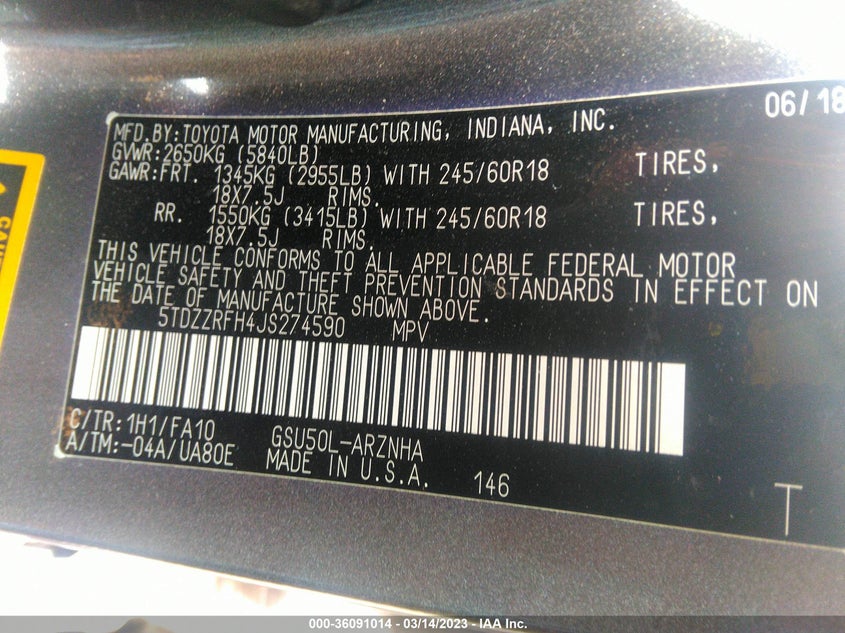 06/18
MFD.BY:TOYOTA MOTOR MANUFACTURING, INDIANA, INC.
GVWR:2650KG (5840LB)
GAWR:FRT. 1345KG (2955LB) WITH 245/60R18 TIRES,
18X7.5J RIMS.
RR. 1550KG (3415LB) WITH 245/60R18 TIRES,
18X7.5J RIMS.
THIS VEHICLE CONFORMS TO ALL APPLICABLE FEDERAL MOTOR
VEHICLE SAFETY AND THEFT PREVENTION STANDARDS IN EFFECT ON
THE DATE OF MANUFACTURE SHOWN ABOVE.
5TDZZRFH4JS274590 MPV
C/TR:1H1/FA10 GSU50L-ARZNHA
A/TM:-04A/UA80E MADE IN U.S.A. 146
T
000-36091014 - 03/14/2023 - IAA Inc.